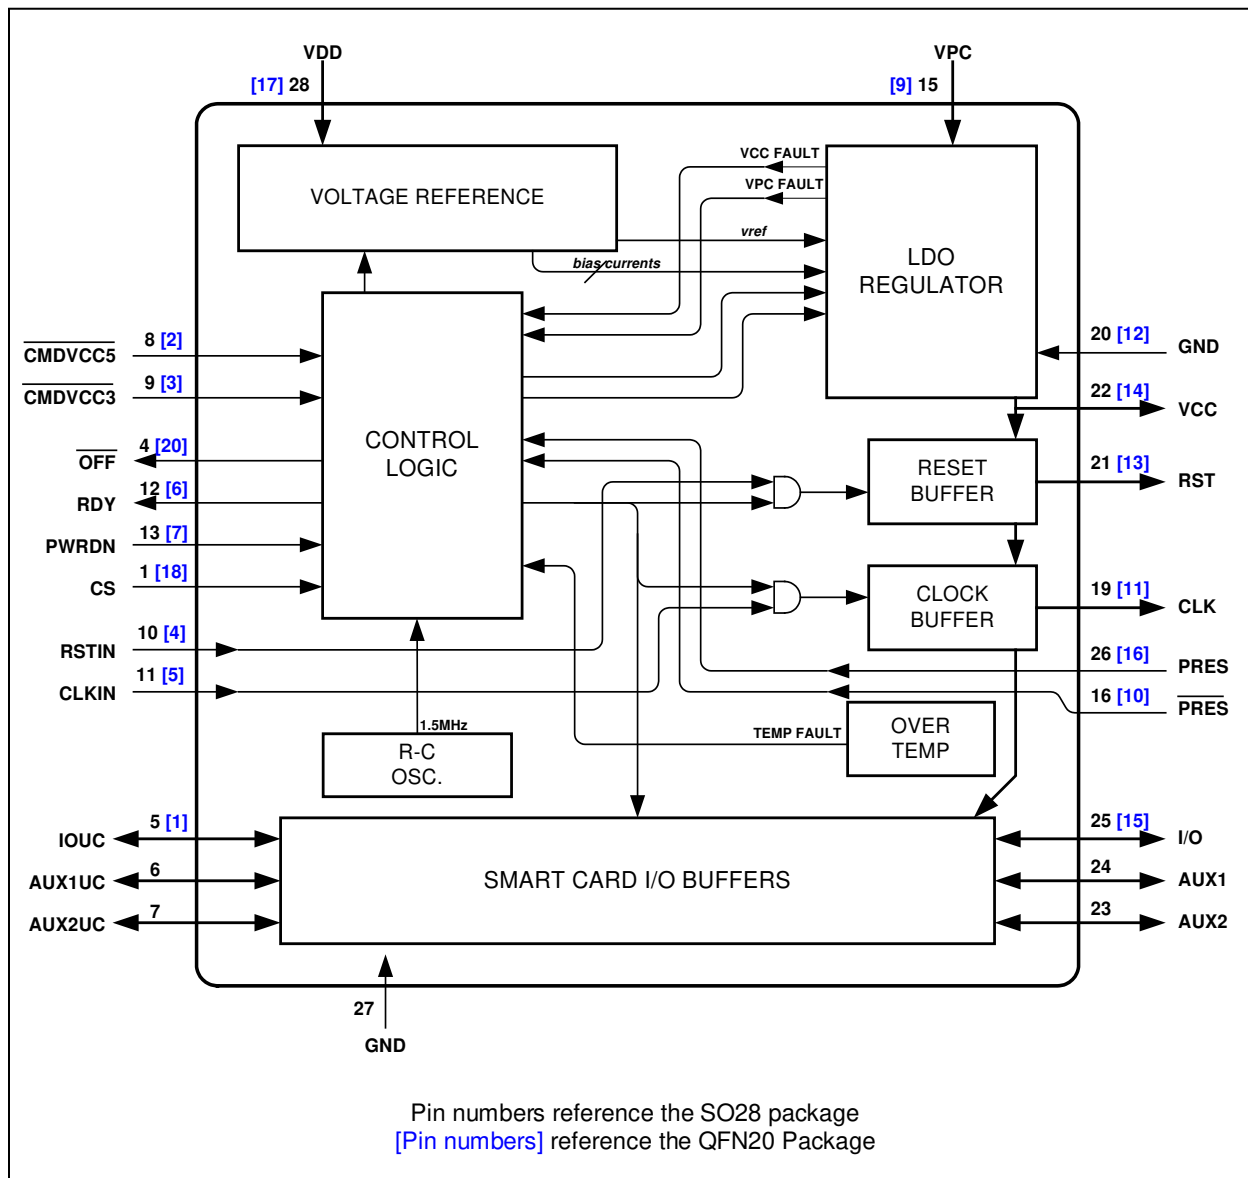 VDD
[17] 28
VPC
[9] 15
VOLTAGE REFERENCE
VCC FAULT
VPC FAULT
vref
bias currents
LDO
REGULATOR
CMDVCC5
8 [2]
CMDVCC3
9 [3]
OFF
4 [20]
RDY
12 [6]
PWRDN
13 [7]
CS
1 [18]
RSTIN
10 [4]
CLKIN
11 [5]
CONTROL
LOGIC
20 [12]
GND
22 [14]
VCC
RESET
BUFFER
21 [13]
RST
CLOCK
BUFFER
19 [11]
CLK
26 [16]
PRES
16 [10]
PRES
1.5MHz
R-C
OSC.
TEMP FAULT
OVER
TEMP
IOUC
5 [1]
AUX1UC
6
AUX2UC
7
SMART CARD I/O BUFFERS
25 [15]
I/O
24
AUX1
23
AUX2
27
GND
Pin numbers reference the SO28 package
[Pin numbers] reference the QFN20 Package